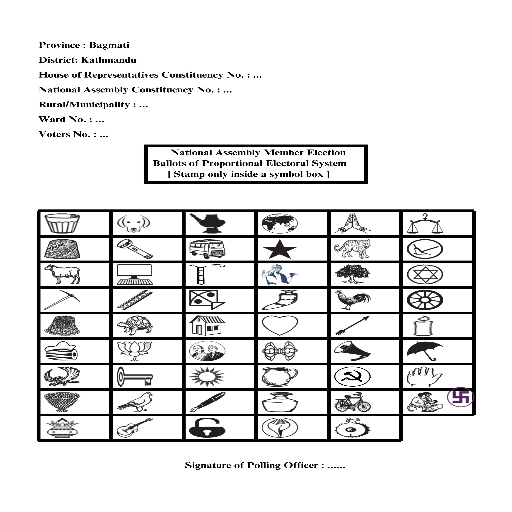 Province : Bagmati
District: Kathmandu
House of Representatives Constituency No. : ...
National Assembly Constituency No. : ...
Rural/Municipality : ...
Ward No. : ...
Voters No. : ...
National Assembly Member Election
Ballots of Proportional Electoral System
[ Stamp only inside a symbol box ]
Signature of Polling Officer : ......